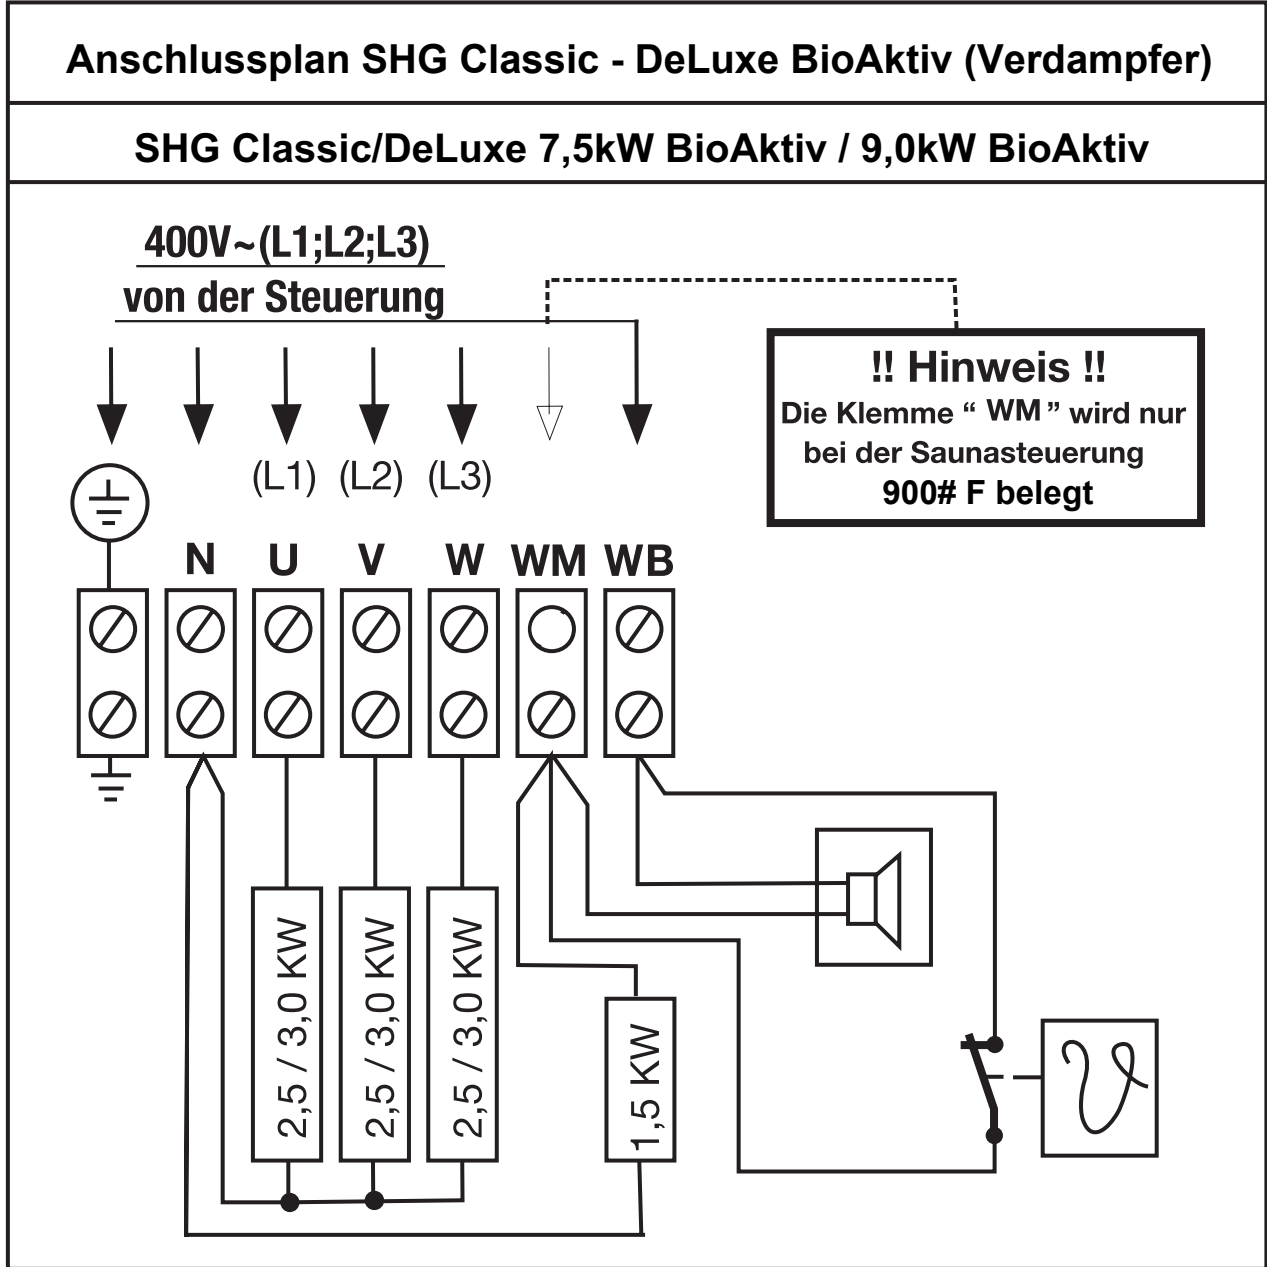 Anschlussplan SHG Classic - DeLuxe BioAktiv (Verdampfer)
SHG Classic/DeLuxe 7,5kW BioAktiv / 9,0kW BioAktiv
400V~(L1;L2;L3)
von der Steuerung
!! Hinweis !!
Die Klemme “ WM ” wird nur
bei der Saunasteuerung
900# F belegt
(L1) (L2) (L3)
N U V W WM WB
2,5 / 3,0 KW
2,5 / 3,0 KW
2,5 / 3,0 KW
1,5 KW
ϑ